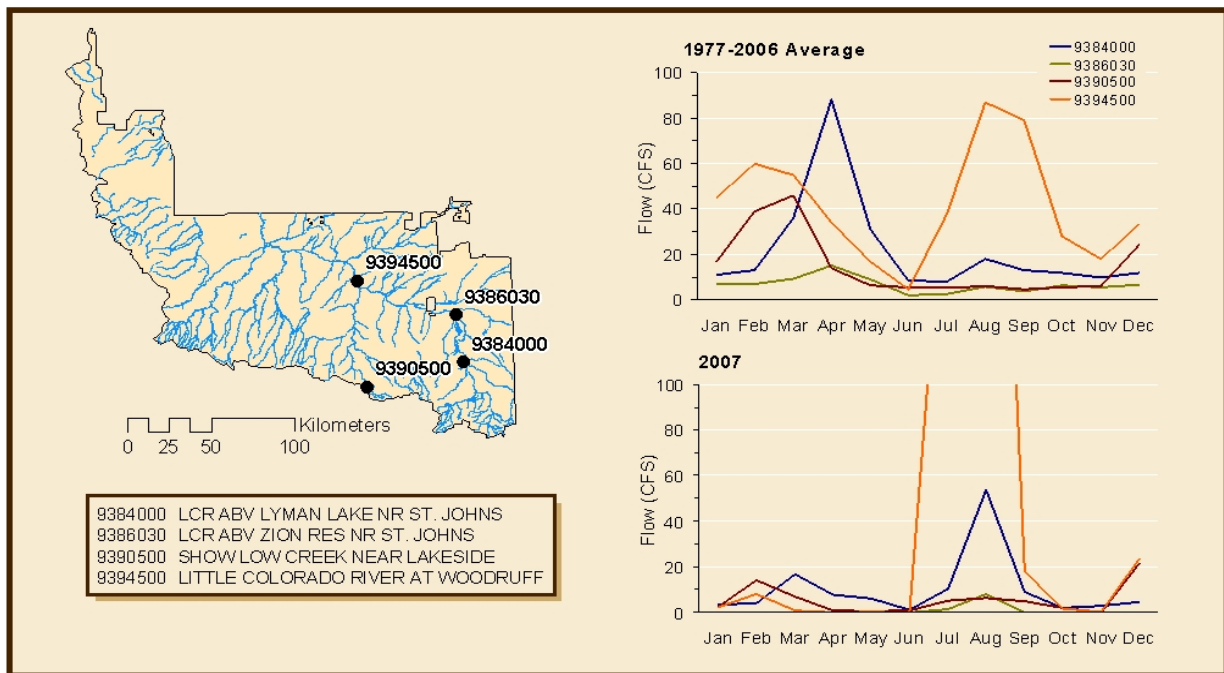 9394500
9386030
9384000
9390500
Kilometers
0 25 50 100
9384000 LCR ABV LYMAN LAKE NR ST. JOHNS
9386030 LCR ABV ZION RES NR ST. JOHNS
9390500 SHOW LOW CREEK NEAR LAKESIDE
9394500 LITTLE COLORADO RIVER AT WOODRUFF
1977-2006 Average
9384000
9386030
9390500
9394500
Flow (CFS)
100
80
60
40
20
0
Jan Feb Mar Apr May Jun Jul Aug Sep Oct Nov Dec
2007
Flow (CFS)
100
80
60
40
20
0
Jan Feb Mar Apr May Jun Jul Aug Sep Oct Nov Dec